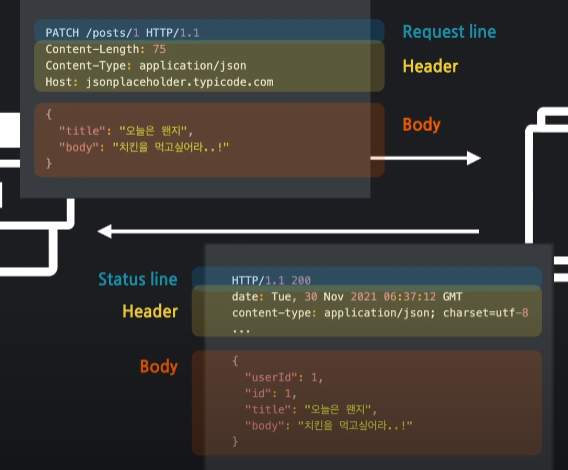 PATCH /posts/1 HTTP/1.1
Request line
Content-Length: 75
Content-Type: application/json
Header
Host: jsonplaceholder.typicode.com
{
"title": "오늘은 왠지",
Body
"body": "치킨을 먹고싶어라..!"
}
Status line
HTTP/1.1 200
date: Tue, 30 Nov 2021 06:37:12 GMT
Header
content-type: application/json; charset=utf-8
...
Body
{
"userId": 1,
"id": 1,
"title": "오늘은 왠지",
"body": "치킨을 먹고싶어라..!"
}